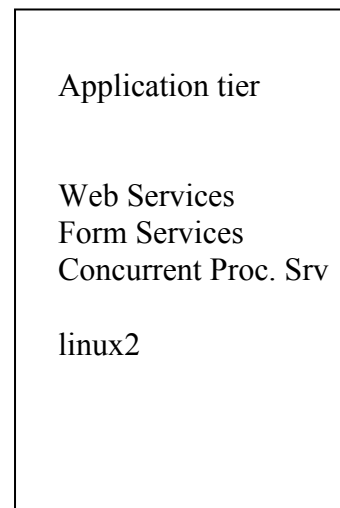 Application tier
Web Services
Form Services
Concurrent Proc. Srv
linux2